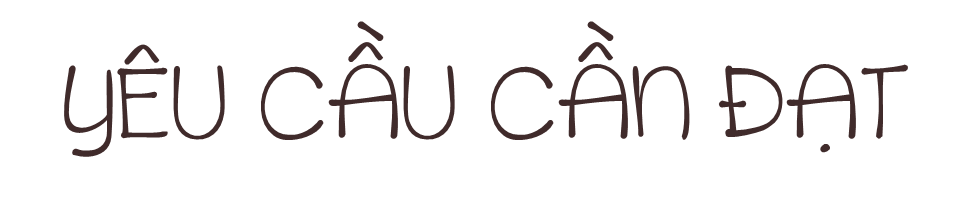 YÊU CẦU CẦN ĐẠT